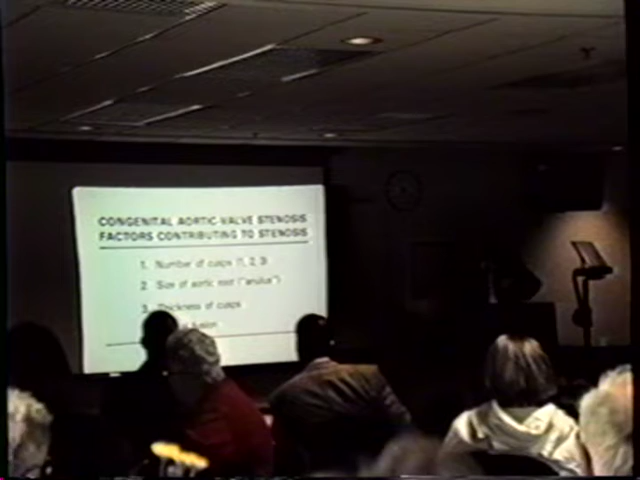 CONGENITAL AORTIC-VALVE STENOSIS
FACTORS CONTRIBUTING TO STENOSIS
1. Number of cusps (1, 2, 3)
2. Size of aortic root ("anulus")
3. Thickness of cusps
fusion